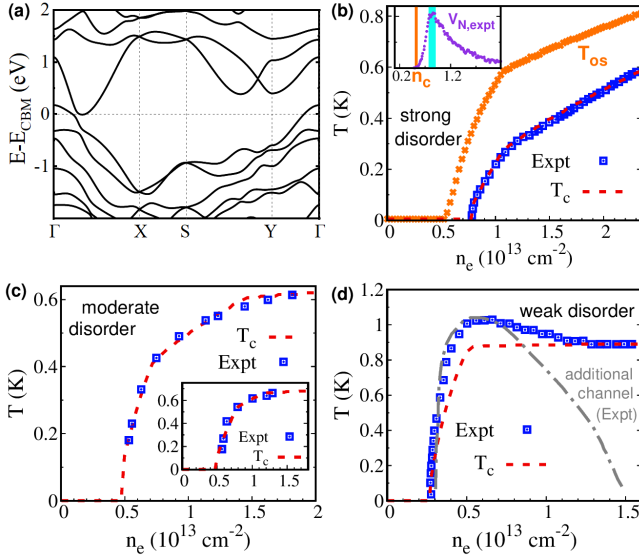 (a)
E-E_CBM (eV)
2
1
0
-1
Γ X S Y Γ
(b)
T (K)
0.8
0.6
0.4
0.2
0
V_N,expt
0.2 n_c 1.2
T_os
strong
disorder
Expt
T_c
0 1 2
n_e (10^13 cm^-2)
(c)
moderate
disorder
T (K)
0.6
0.4
0.2
0
T_c
Expt
0.6
0.4
0.2
0
Expt
T_c
0 0.5 1 1.5
0 0.5 1 1.5 2
n_e (10^13 cm^-2)
(d)
weak disorder
T (K)
1.2
1
0.8
0.6
0.4
0.2
0
additional
channel
(Expt)
Expt
T_c
0 0.5 1 1.5
n_e (10^13 cm^-2)